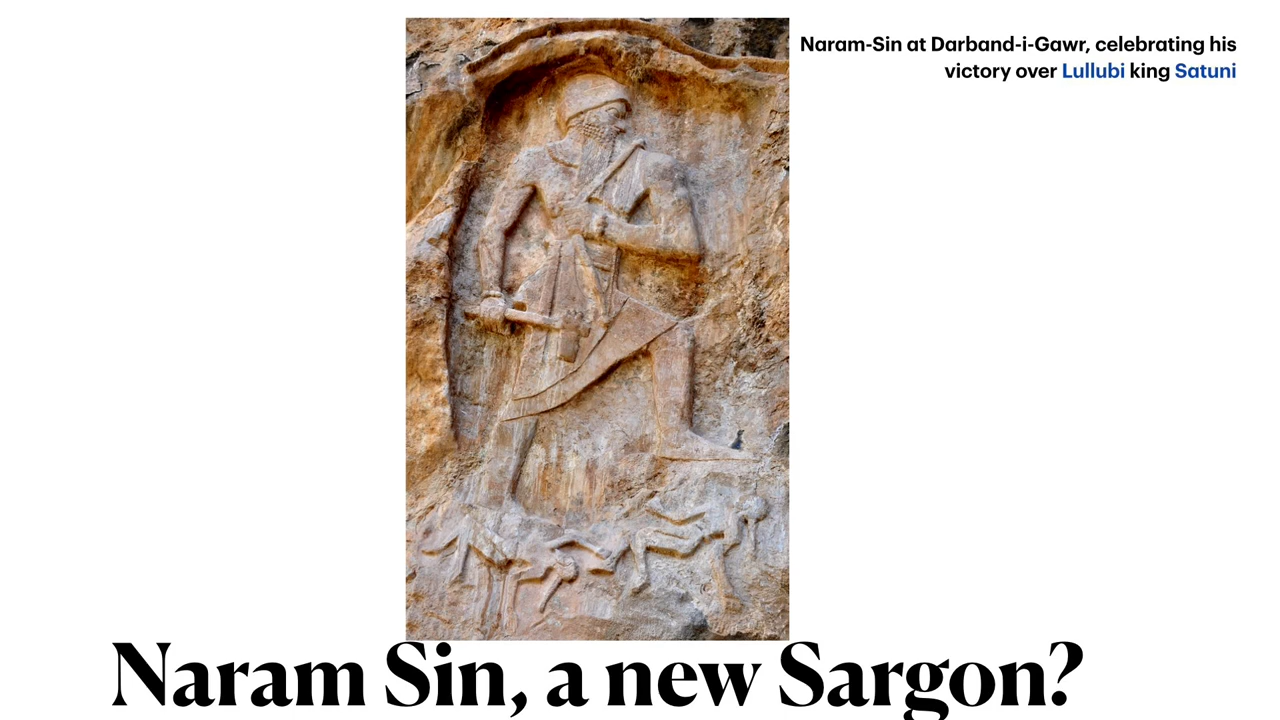 Naram-Sin at Darband-i-Gawr, celebrating his
victory over Lullubi king Satuni
Naram Sin, a new Sargon?